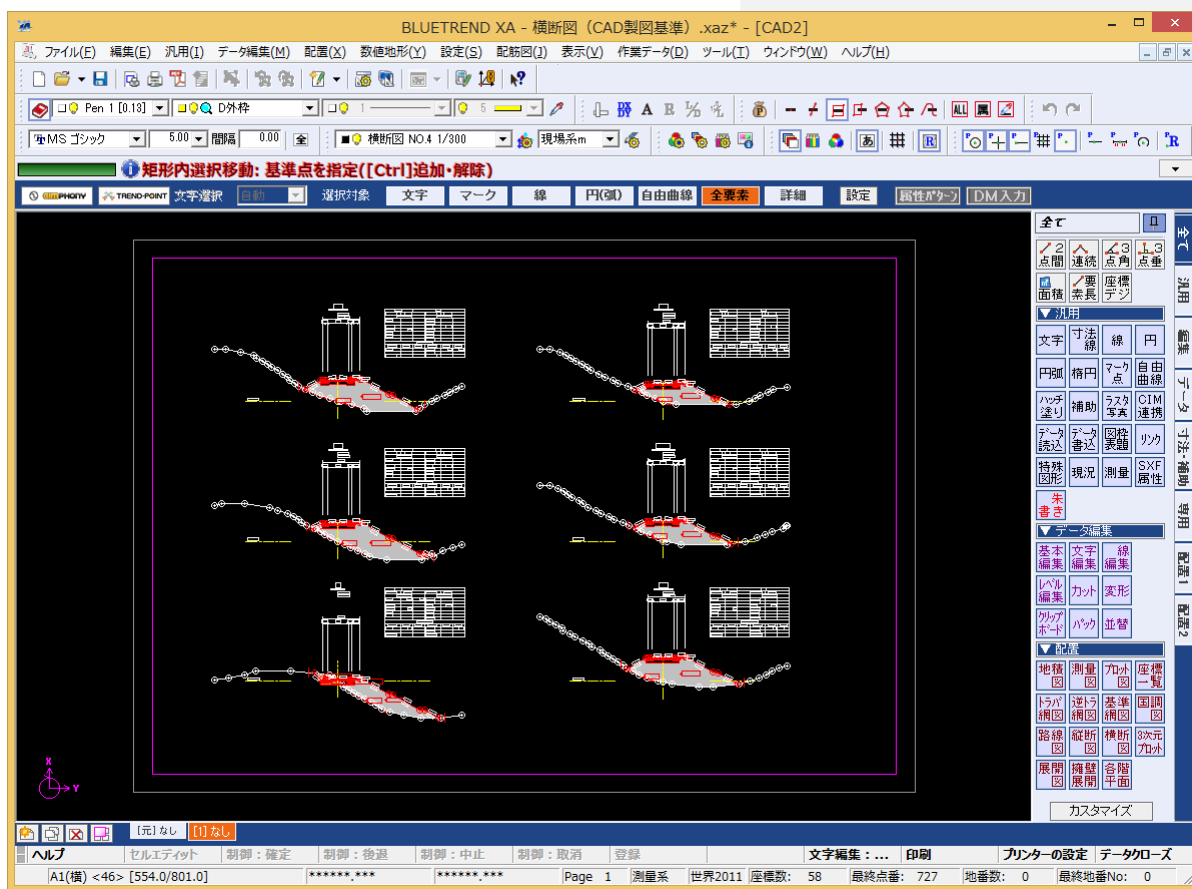 BLUETREND XA - 横断図（CAD製図基準）.xaz* - [CAD2]
ファイル(F) 編集(E) 汎用(I) データ編集(M) 配置(X) 数値地形(Y) 設定(S) 配筋図(J) 表示(V) 作業データ(D) ツール(T) ウィンドウ(W) ヘルプ(H)
Pen 1 [0.13] D外枠 1 5 A ALL
MS ゴシック 5.00 間隔 0.00 全 横断図 NO.4 1/300 現場系m あ R
矩形内選択移動: 基準点を指定([Ctrl]追加・解除)
PHONY TREND-POINT 文字選択 自動 選択対象 文字 マーク 線 円(弧) 自由曲線 全要素 詳細 設定 属性パターン DM入力
全て
2点間 連続 3点角 3点垂
面積 要素長 座標デジ
▼ 汎用
文字 寸法線 線 円
円弧 楕円 マーク点 自由曲線
ハッチ塗り 補助 ラスタ写真 CIM連携
データ読込 データ書込 図枠表題 リンク
特殊図形 現況 測量 SXF属性
朱書き
▼ データ編集
基本編集 文字編集 線編集
レベル編集 カット 変形
クリップボード パック 並替
▼ 配置
地積図 測量図 プロット図 座標一覧
トラバ網図 逆トラ網図 基準網図 国調図
路線図 縦断図 横断図 3次元プロット
展開図 擁壁展開 各階平面
カスタマイズ
全て
汎用
編集
データ
寸法・補助
専用
配置1
配置2
X
Y
[元] なし [1] なし
ヘルプ セルエディット 制御：確定 制御：後退 制御：中止 制御：取消 登録 文字編集：... 印刷 プリンターの設定 データクローズ
A1(横) <46> [554.0/801.0] ******.*** ******.*** Page 1 測量系 世界2011 座標数: 58 最終点番: 727 地番数: 0 最終地番No: 0